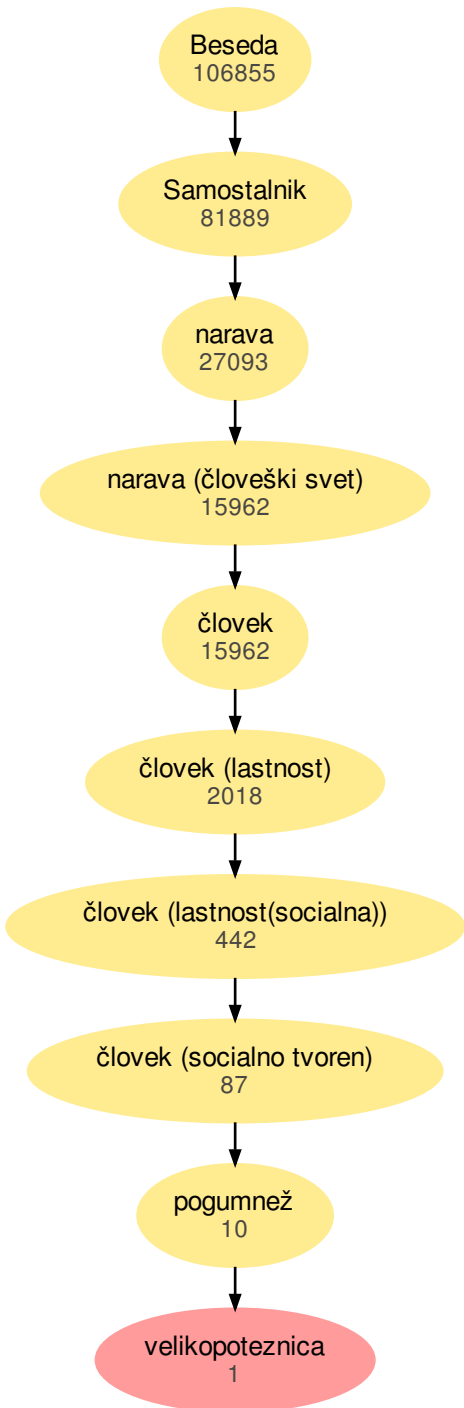 Beseda
106855
Samostalnik
81889
narava
27093
narava (človeški svet)
15962
človek
15962
človek (lastnost)
2018
človek (lastnost(socialna))
442
človek (socialno tvoren)
87
pogumnež
10
velikopoteznica
1